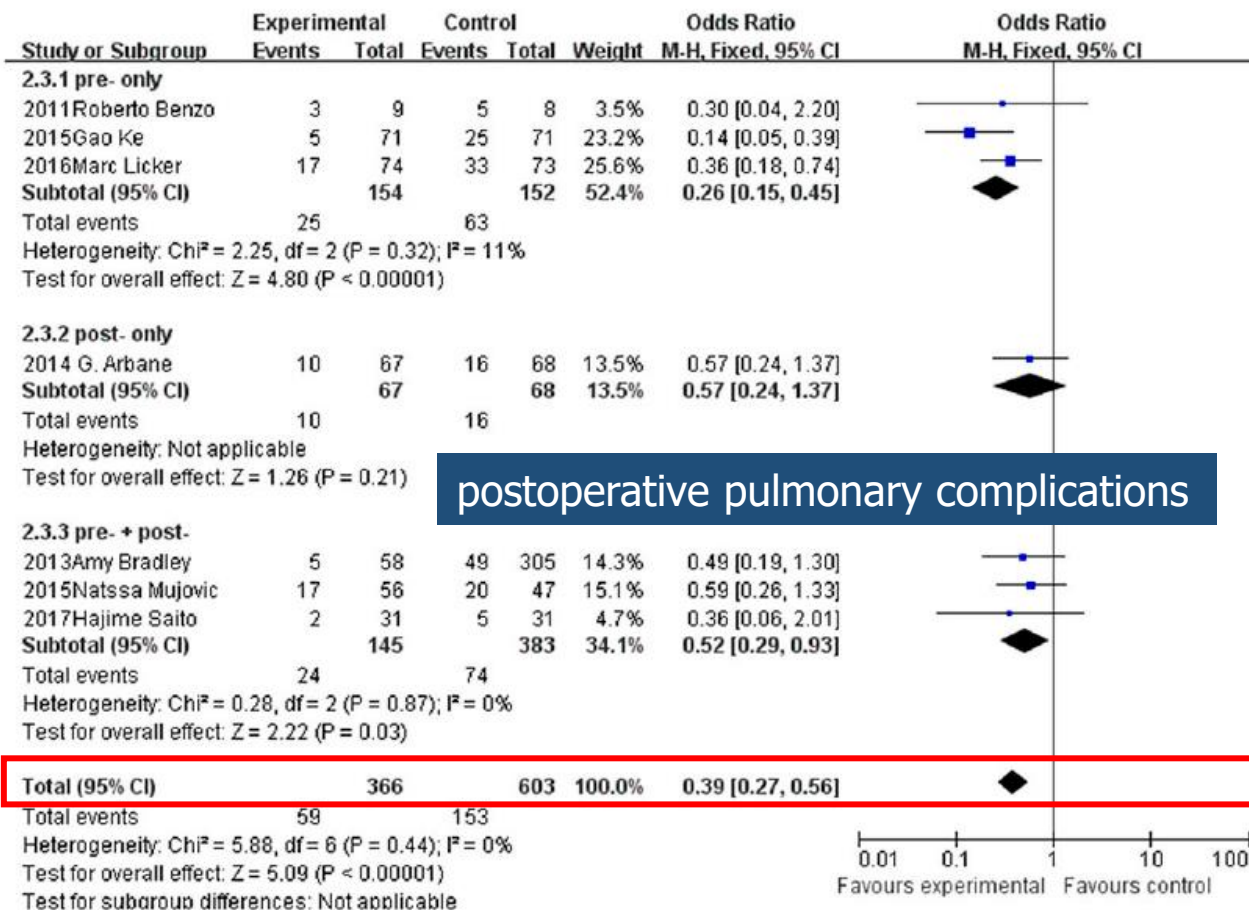 Experimental Control Odds Ratio Odds Ratio
Study or Subgroup Events Total Events Total Weight M-H, Fixed, 95% CI M-H, Fixed, 95% CI
2.3.1 pre- only
2011Roberto Benzo 3 9 5 8 3.5% 0.30 [0.04, 2.20]
2015Gao Ke 5 71 25 71 23.2% 0.14 [0.05, 0.39]
2016Marc Licker 17 74 33 73 25.6% 0.36 [0.18, 0.74]
Subtotal (95% CI) 154 152 52.4% 0.26 [0.15, 0.45]
Total events 25 63
Heterogeneity: Chi² = 2.25, df = 2 (P = 0.32); I² = 11%
Test for overall effect: Z = 4.80 (P < 0.00001)
2.3.2 post- only
2014 G. Arbane 10 67 16 68 13.5% 0.57 [0.24, 1.37]
Subtotal (95% CI) 67 68 13.5% 0.57 [0.24, 1.37]
Total events 10 16
Heterogeneity: Not applicable
Test for overall effect: Z = 1.26 (P = 0.21)
postoperative pulmonary complications
2.3.3 pre- + post-
2013Amy Bradley 5 58 49 305 14.3% 0.49 [0.19, 1.30]
2015Natssa Mujovic 17 56 20 47 15.1% 0.59 [0.26, 1.33]
2017Hajime Saito 2 31 5 31 4.7% 0.36 [0.06, 2.01]
Subtotal (95% CI) 145 383 34.1% 0.52 [0.29, 0.93]
Total events 24 74
Heterogeneity: Chi² = 0.28, df = 2 (P = 0.87); I² = 0%
Test for overall effect: Z = 2.22 (P = 0.03)
Total (95% CI) 366 603 100.0% 0.39 [0.27, 0.56]
Total events 59 153
Heterogeneity: Chi² = 5.88, df = 6 (P = 0.44); I² = 0%
Test for overall effect: Z = 5.09 (P < 0.00001)
Test for subgroup differences: Not applicable
0.01 0.1 1 10 100
Favours experimental Favours control